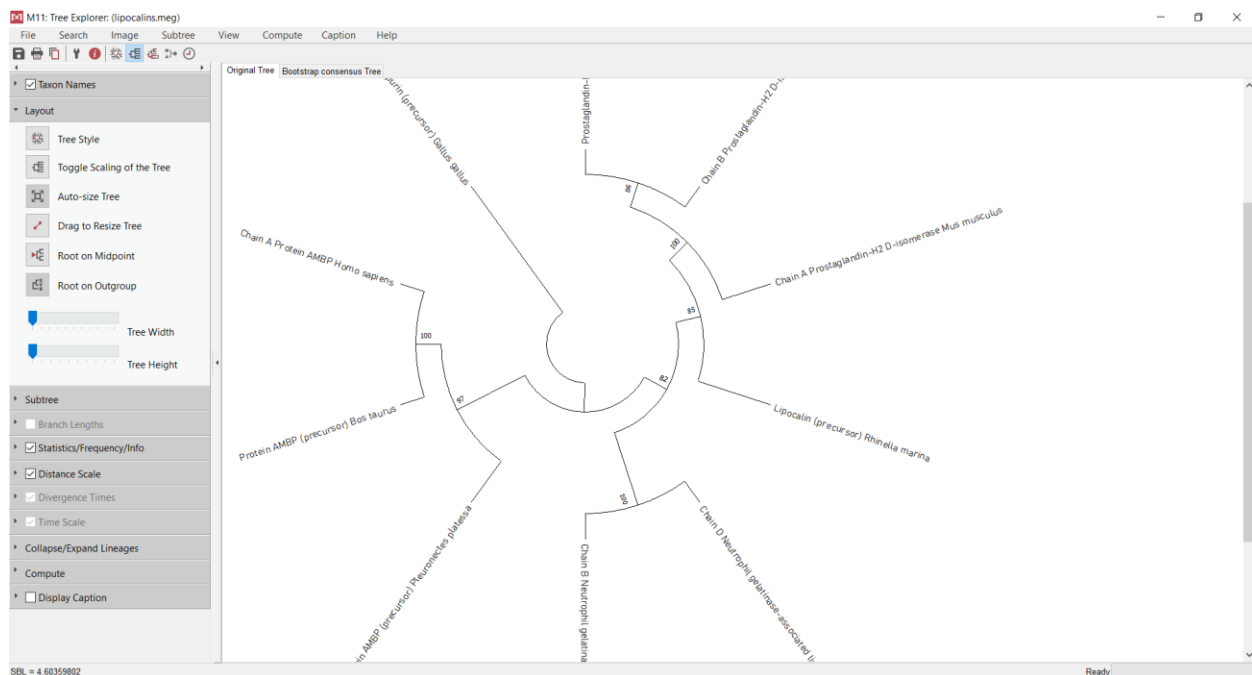 M11: Tree Explorer: (lipocalins.meg)
File Search Image Subtree View Compute Caption Help
Taxon Names
Layout
Tree Style
Toggle Scaling of the Tree
Auto-size Tree
Drag to Resize Tree
Root on Midpoint
Root on Outgroup
Tree Width
Tree Height
Subtree
Branch Lengths
Statistics/Frequency/Info
Distance Scale
Divergence Times
Time Scale
Collapse/Expand Lineages
Compute
Display Caption
Original Tree Bootstrap consensus Tree
(precursor) Gallus gallus
Chain B Prostaglandin-H2
Chain A Prostaglandin-H2 D-isomerase Mus musculus
Lipocalin (precursor) Rhinella marina
Chain D Neutrophil gelatinase-associated
Chain B Neutrophil
AMBP (precursor) Pleuronectes platessa
Protein AMBP (precursor) Bos taurus
Chain A Protein AMBP Homo sapiens
86
100
85
82
100
97
100
SBL = 4.60359802
Ready